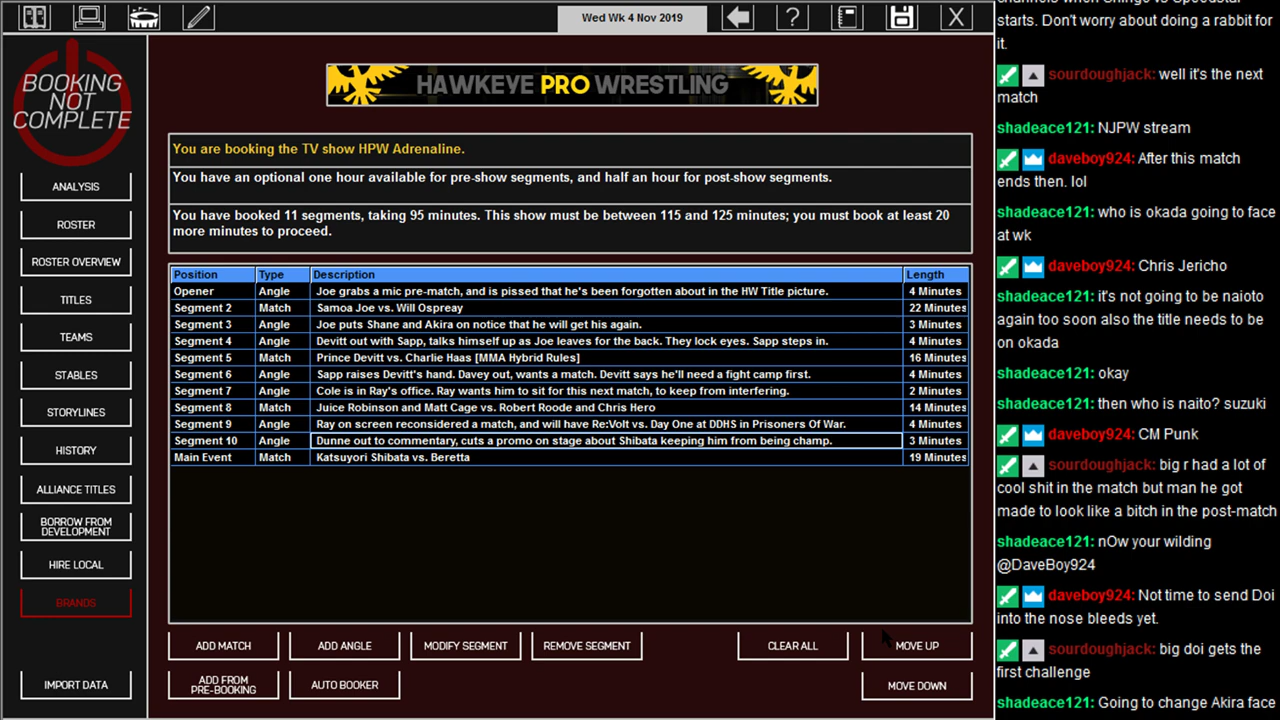 Wed Wk 4 Nov 2019
?
X
BOOKING
NOT
COMPLETE
HAWKEYE PRO WRESTLING
You are booking the TV show HPW Adrenaline.
You have an optional one hour available for pre-show segments, and half an hour for post-show segments.
You have booked 11 segments, taking 95 minutes. This show must be between 115 and 125 minutes; you must book at least 20
more minutes to proceed.
ANALYSIS
ROSTER
ROSTER OVERVIEW
TITLES
TEAMS
STABLES
STORYLINES
HISTORY
ALLIANCE TITLES
BORROW FROM
DEVELOPMENT
HIRE LOCAL
BRANDS
IMPORT DATA
Position Type Description Length
Opener Angle Joe grabs a mic pre-match, and is pissed that he's been forgotten about in the HW Title picture. 4 Minutes
Segment 2 Match Samoa Joe vs. Will Ospreay 22 Minutes
Segment 3 Angle Joe puts Shane and Akira on notice that he will get his again. 3 Minutes
Segment 4 Angle Devitt out with Sapp, talks himself up as Joe leaves for the back. They lock eyes. Sapp steps in. 4 Minutes
Segment 5 Match Prince Devitt vs. Charlie Haas [MMA Hybrid Rules] 16 Minutes
Segment 6 Angle Sapp raises Devitt's hand. Davey out, wants a match. Devitt says he'll need a fight camp first. 4 Minutes
Segment 7 Angle Cole is in Ray's office. Ray wants him to sit for this next match, to keep from interfering. 2 Minutes
Segment 8 Match Juice Robinson and Matt Cage vs. Robert Roode and Chris Hero 14 Minutes
Segment 9 Angle Ray on screen reconsidered a match, and will have Re:Volt vs. Day One at DDHS in Prisoners Of War. 4 Minutes
Segment 10 Angle Dunne out to commentary, cuts a promo on stage about Shibata keeping him from being champ. 3 Minutes
Main Event Match Katsuyori Shibata vs. Beretta 19 Minutes
ADD MATCH
ADD ANGLE
MODIFY SEGMENT
REMOVE SEGMENT
CLEAR ALL
MOVE UP
ADD FROM
PRE-BOOKING
AUTO BOOKER
MOVE DOWN
channels when Shingo vs Speedstar
starts. Don't worry about doing a rabbit for
it.
sourdoughjack: well it's the next
match
shadeace121: NJPW stream
daveboy924: After this match
ends then. lol
shadeace121: who is okada going to face
at wk
daveboy924: Chris Jericho
shadeace121: it's not going to be naioto
again too soon also the title needs to be
on okada
shadeace121: okay
shadeace121: then who is naito? suzuki
daveboy924: CM Punk
sourdoughjack: big r had a lot of
cool shit in the match but man he got
made to look like a bitch in the post-match
shadeace121: nOw your wilding
@DaveBoy924
daveboy924: Not time to send Doi
into the nose bleeds yet.
sourdoughjack: big doi gets the
first challenge
shadeace121: Going to change Akira face